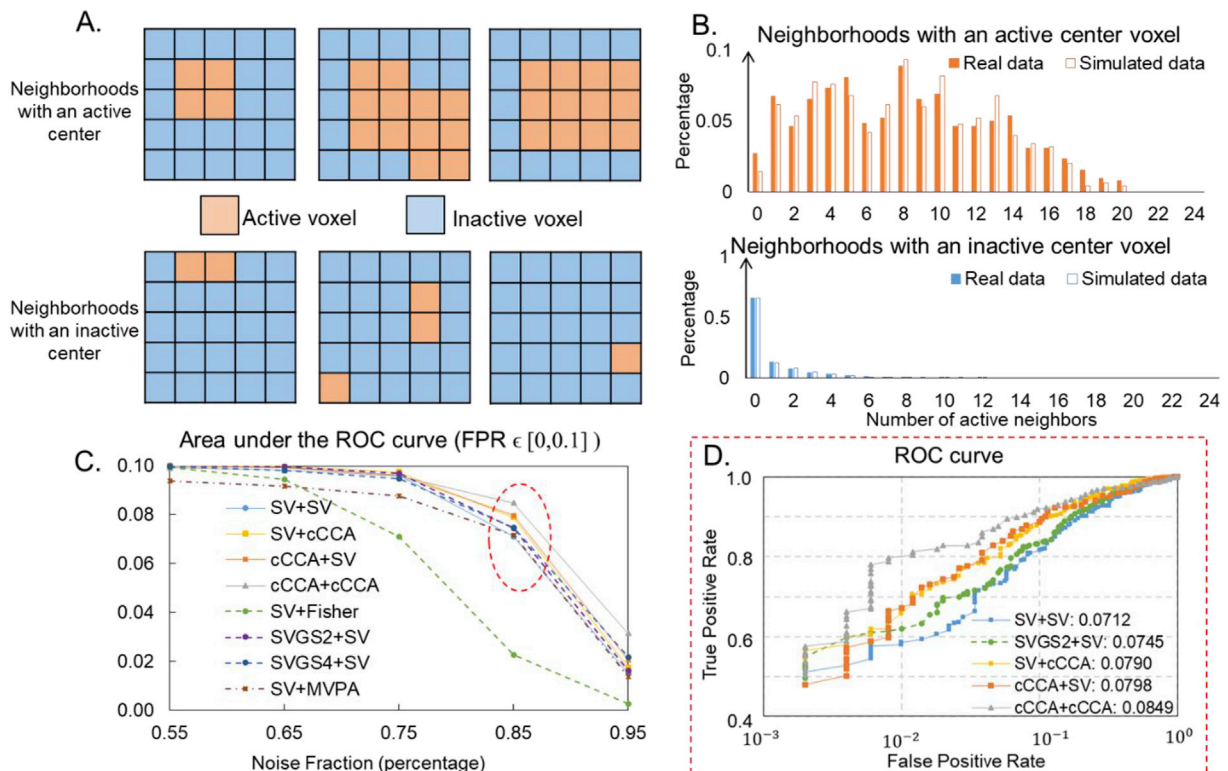 A.
Neighborhoods
with an active
center
Active voxel
Inactive voxel
Neighborhoods
with an inactive
center
B.
Neighborhoods with an active center voxel
0.1
Real data
Simulated data
Percentage
0.05
0
0 2 4 6 8 10 12 14 16 18 20 22 24
Neighborhoods with an inactive center voxel
1
Real data
Simulated data
Percentage
0.5
0
0 2 4 6 8 10 12 14 16 18 20 22 24
Number of active neighbors
Area under the ROC curve (FPR ϵ [0,0.1] )
C.
0.10
0.08
0.06
0.04
0.02
0.00
SV+SV
SV+cCCA
cCCA+SV
cCCA+cCCA
SV+Fisher
SVGS2+SV
SVGS4+SV
SV+MVPA
0.55 0.65 0.75 0.85 0.95
Noise Fraction (percentage)
D.
ROC curve
True Positive Rate
1.0
0.8
0.6
0.4
SV+SV: 0.0712
SVGS2+SV: 0.0745
SV+cCCA: 0.0790
cCCA+SV: 0.0798
cCCA+cCCA: 0.0849
10⁻³ 10⁻² 10⁻¹ 10⁰
False Positive Rate